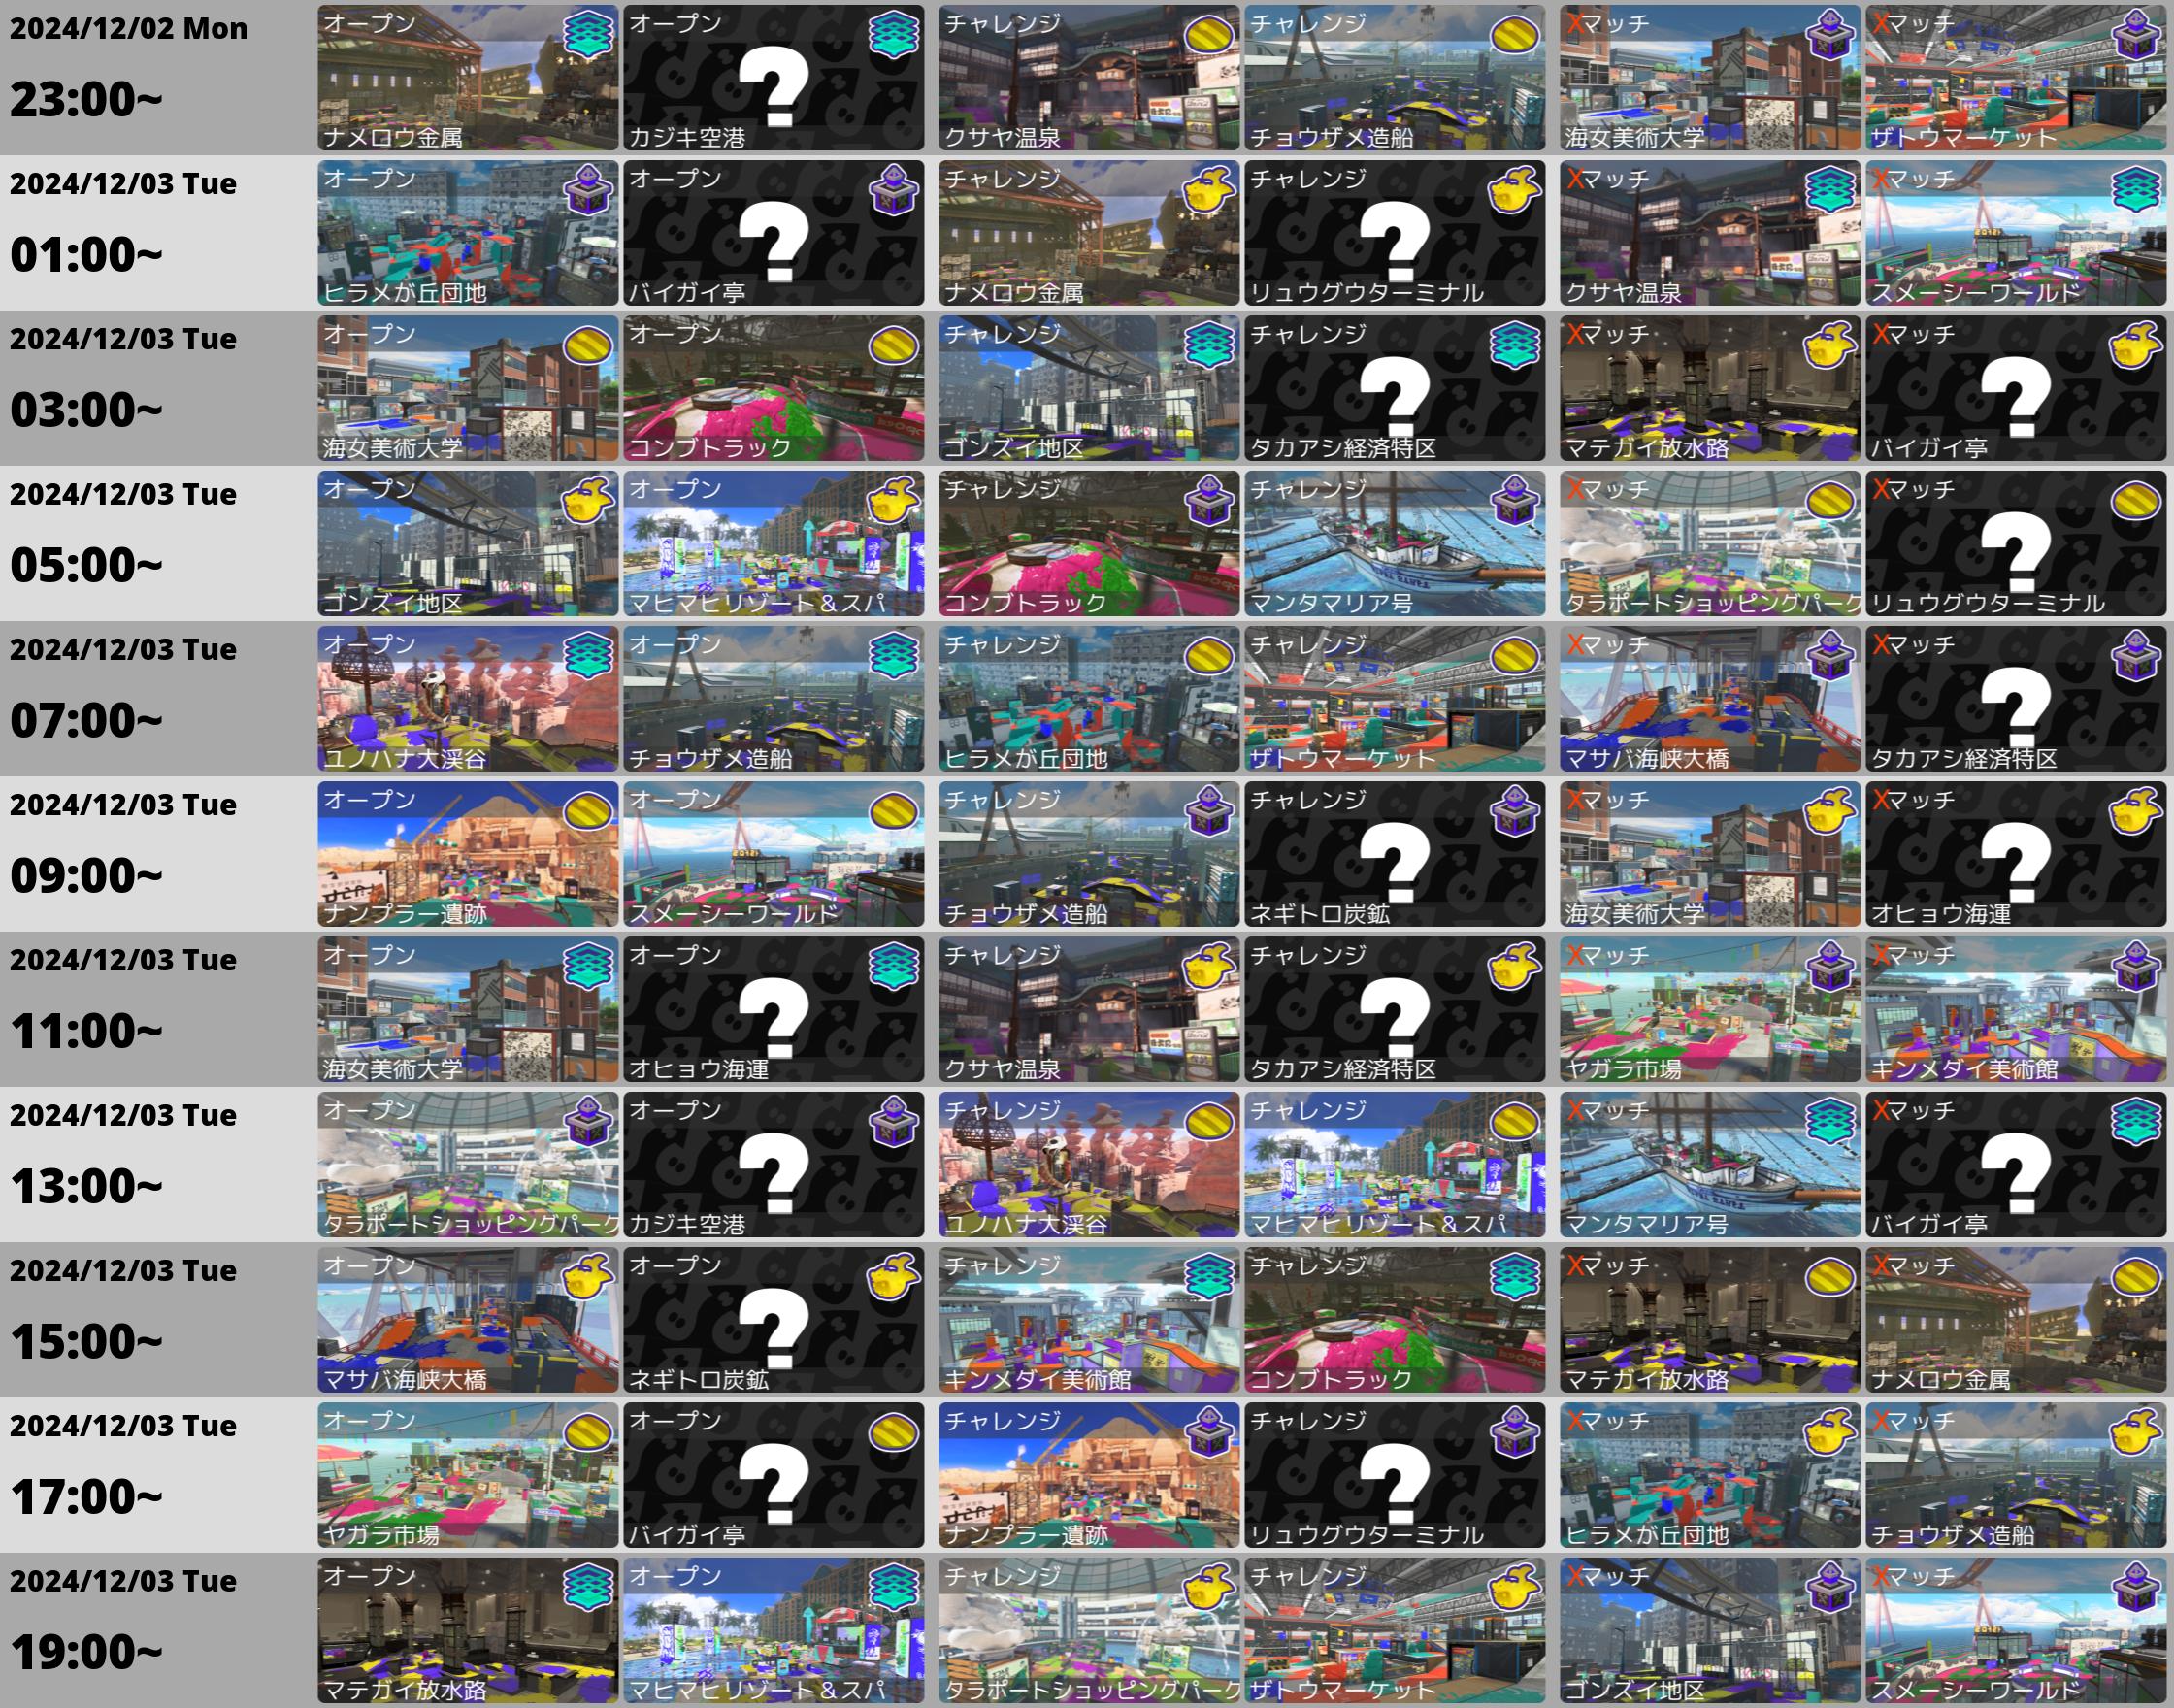 2024/12/02 Mon
23:00~
オープン
ナメロウ金属
オープン
カジキ空港
チャレンジ
クサヤ温泉
チャレンジ
チョウザメ造船
Xマッチ
海女美術大学
Xマッチ
ザトウマーケット
2024/12/03 Tue
01:00~
オープン
ヒラメが丘団地
オープン
バイガイ亭
チャレンジ
ナメロウ金属
チャレンジ
リュウグウターミナル
Xマッチ
クサヤ温泉
Xマッチ
スメーシーワールド
2024/12/03 Tue
03:00~
オープン
海女美術大学
オープン
コンブトラック
チャレンジ
ゴンズイ地区
チャレンジ
タカアシ経済特区
Xマッチ
マテガイ放水路
Xマッチ
バイガイ亭
2024/12/03 Tue
05:00~
オープン
ゴンズイ地区
オープン
マヒマヒリゾート&スパ
チャレンジ
コンブトラック
チャレンジ
マンタマリア号
Xマッチ
タラポートショッピングパーク
Xマッチ
リュウグウターミナル
2024/12/03 Tue
07:00~
オープン
ユノハナ大渓谷
オープン
チョウザメ造船
チャレンジ
ヒラメが丘団地
チャレンジ
ザトウマーケット
Xマッチ
マサバ海峡大橋
Xマッチ
タカアシ経済特区
2024/12/03 Tue
09:00~
オープン
ナンプラー遺跡
オープン
スメーシーワールド
チャレンジ
チョウザメ造船
チャレンジ
ネギトロ炭鉱
Xマッチ
海女美術大学
Xマッチ
オヒョウ海運
2024/12/03 Tue
11:00~
オープン
海女美術大学
オープン
オヒョウ海運
チャレンジ
クサヤ温泉
チャレンジ
タカアシ経済特区
Xマッチ
ヤガラ市場
Xマッチ
キンメダイ美術館
2024/12/03 Tue
13:00~
オープン
タラポートショッピングパーク
オープン
カジキ空港
チャレンジ
ユノハナ大渓谷
チャレンジ
マヒマヒリゾート&スパ
Xマッチ
マンタマリア号
Xマッチ
バイガイ亭
2024/12/03 Tue
15:00~
オープン
マサバ海峡大橋
オープン
ネギトロ炭鉱
チャレンジ
キンメダイ美術館
チャレンジ
コンブトラック
Xマッチ
マテガイ放水路
Xマッチ
ナメロウ金属
2024/12/03 Tue
17:00~
オープン
ヤガラ市場
オープン
バイガイ亭
チャレンジ
ナンプラー遺跡
チャレンジ
リュウグウターミナル
Xマッチ
ヒラメが丘団地
Xマッチ
チョウザメ造船
2024/12/03 Tue
19:00~
オープン
マテガイ放水路
オープン
マヒマヒリゾート&スパ
チャレンジ
タラポートショッピングパーク
チャレンジ
ザトウマーケット
Xマッチ
ゴンズイ地区
Xマッチ
スメーシーワールド